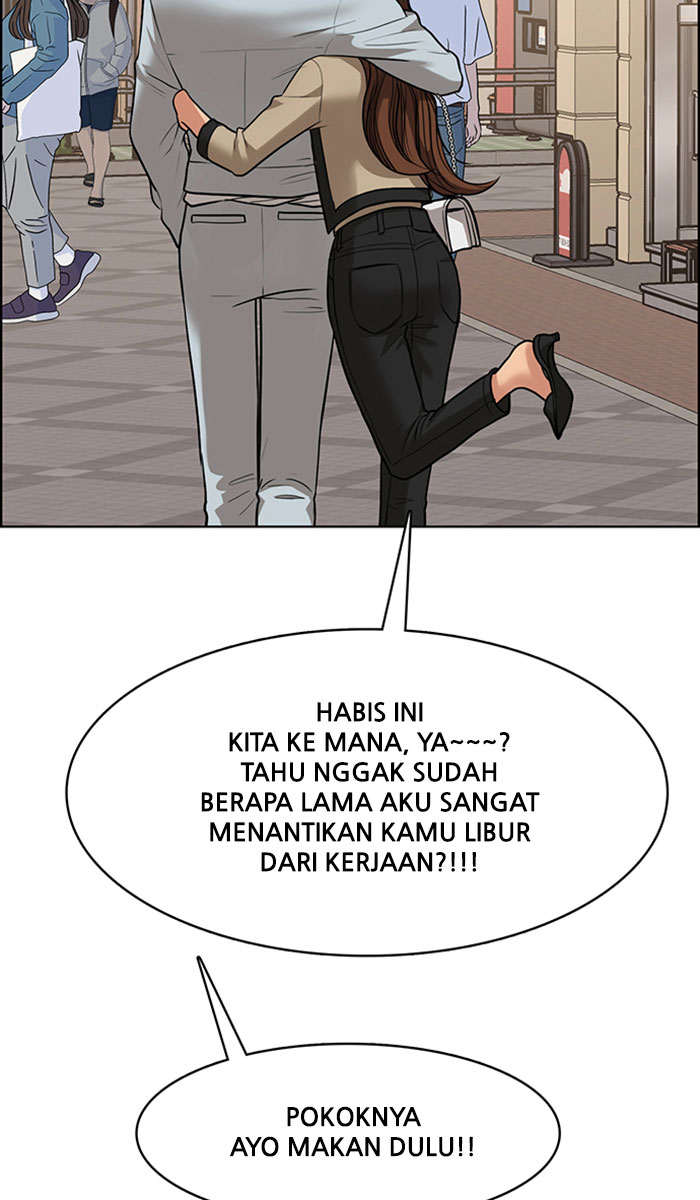 HABIS INI
KITA KE MANA, YA~~~?
TAHU NGGAK SUDAH
BERAPA LAMA AKU SANGAT
MENANTIKAN KAMU LIBUR
DARI KERJAAN?!!!
POKOKNYA
AYO MAKAN DULU!!